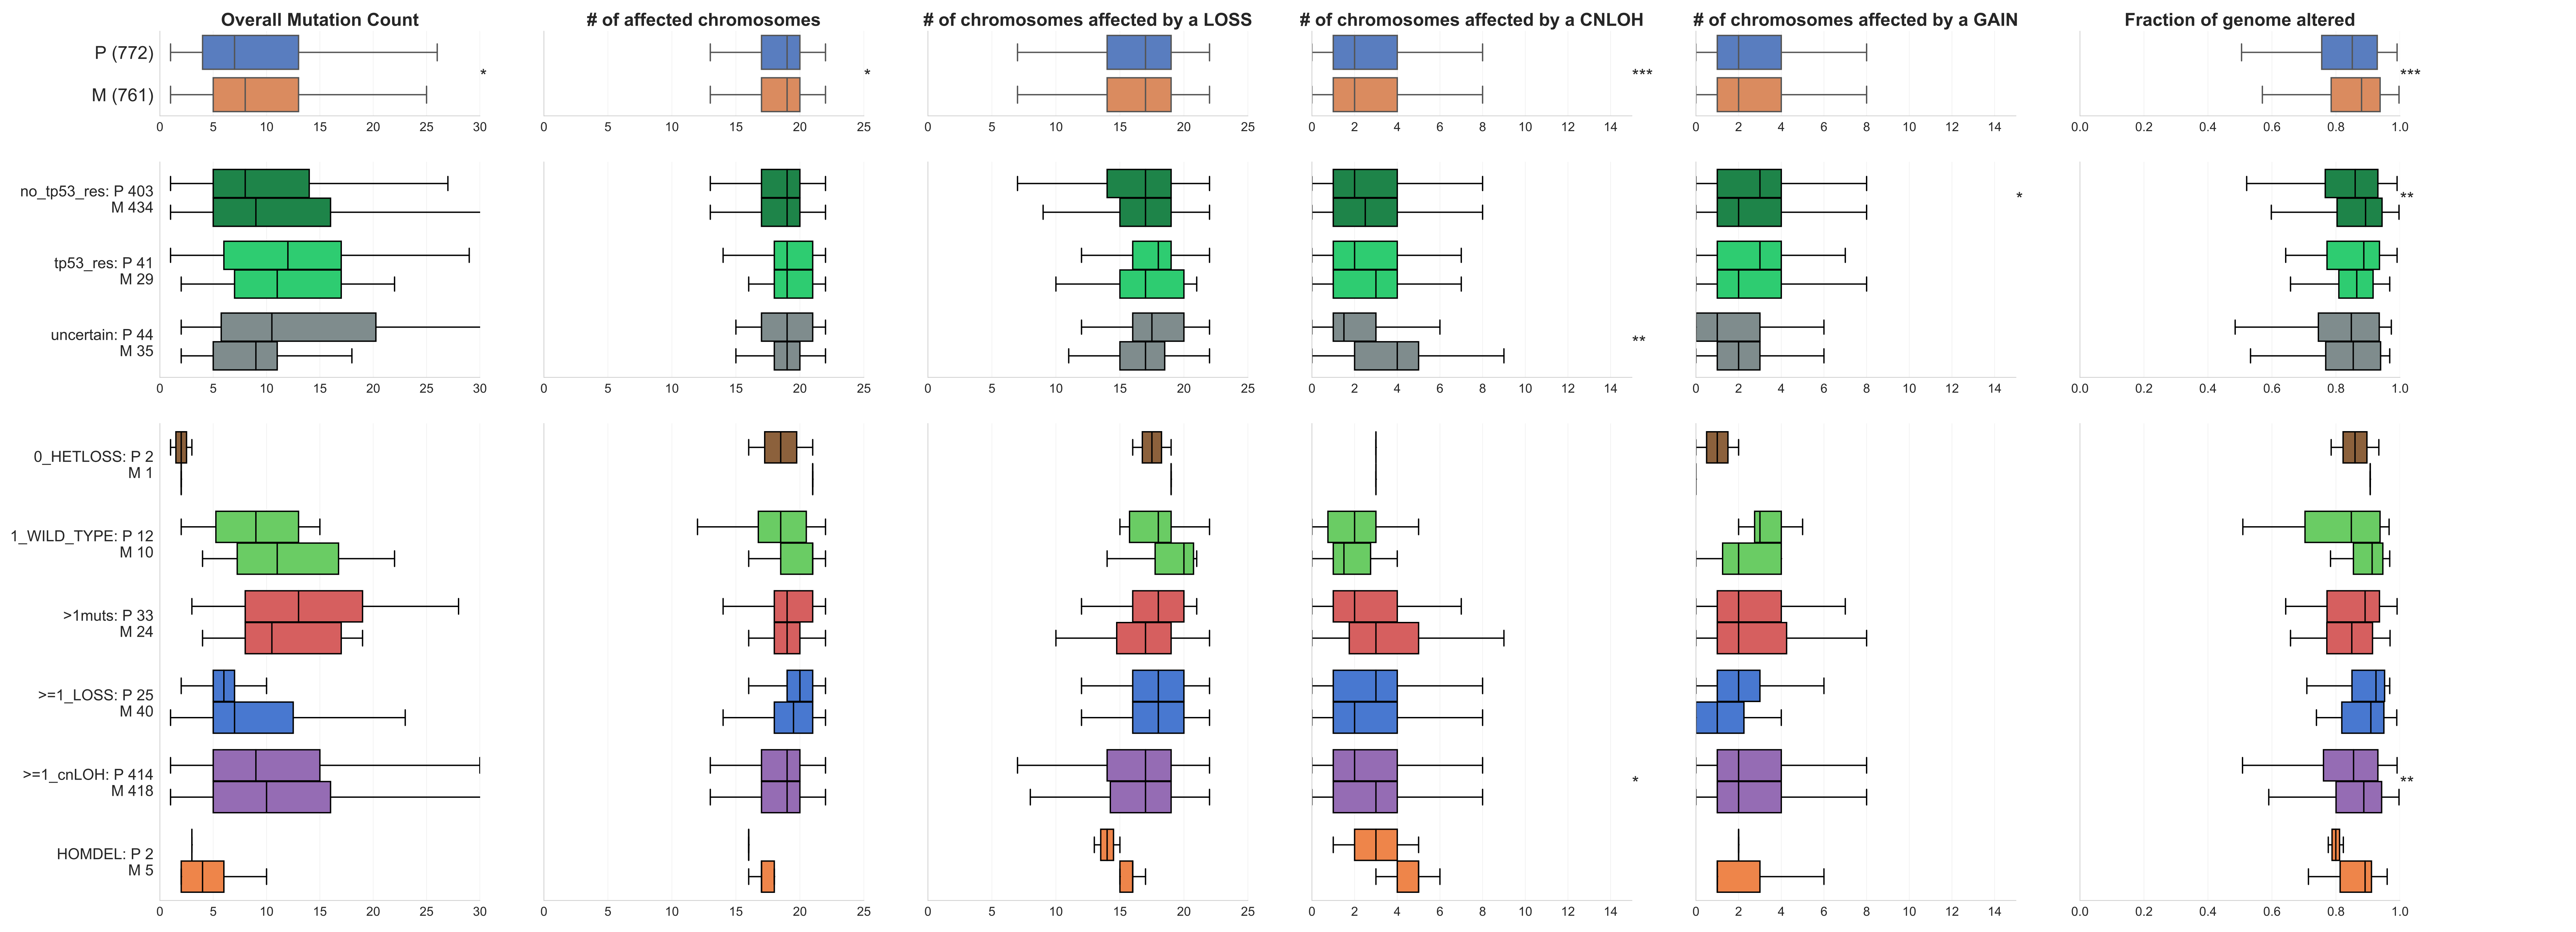 Overall Mutation Count
# of affected chromosomes
# of chromosomes affected by a LOSS
# of chromosomes affected by a CNLOH
# of chromosomes affected by a GAIN
Fraction of genome altered
P (772)
M (761)
*
*
***
***
0 5 10 15 20 25 30
0 5 10 15 20 25
0 5 10 15 20 25
0 2 4 6 8 10 12 14
0 2 4 6 8 10 12 14
0.0 0.2 0.4 0.6 0.8 1.0
no_tp53_res: P 403
M 434
*
**
tp53_res: P 41
M 29
uncertain: P 44
M 35
**
0 5 10 15 20 25 30
0 5 10 15 20 25
0 5 10 15 20 25
0 2 4 6 8 10 12 14
0 2 4 6 8 10 12 14
0.0 0.2 0.4 0.6 0.8 1.0
0_HETLOSS: P 2
M 1
1_WILD_TYPE: P 12
M 10
>1muts: P 33
M 24
>=1_LOSS: P 25
M 40
>=1_cnLOH: P 414
M 418
*
**
HOMDEL: P 2
M 5
0 5 10 15 20 25 30
0 5 10 15 20 25
0 5 10 15 20 25
0 2 4 6 8 10 12 14
0 2 4 6 8 10 12 14
0.0 0.2 0.4 0.6 0.8 1.0